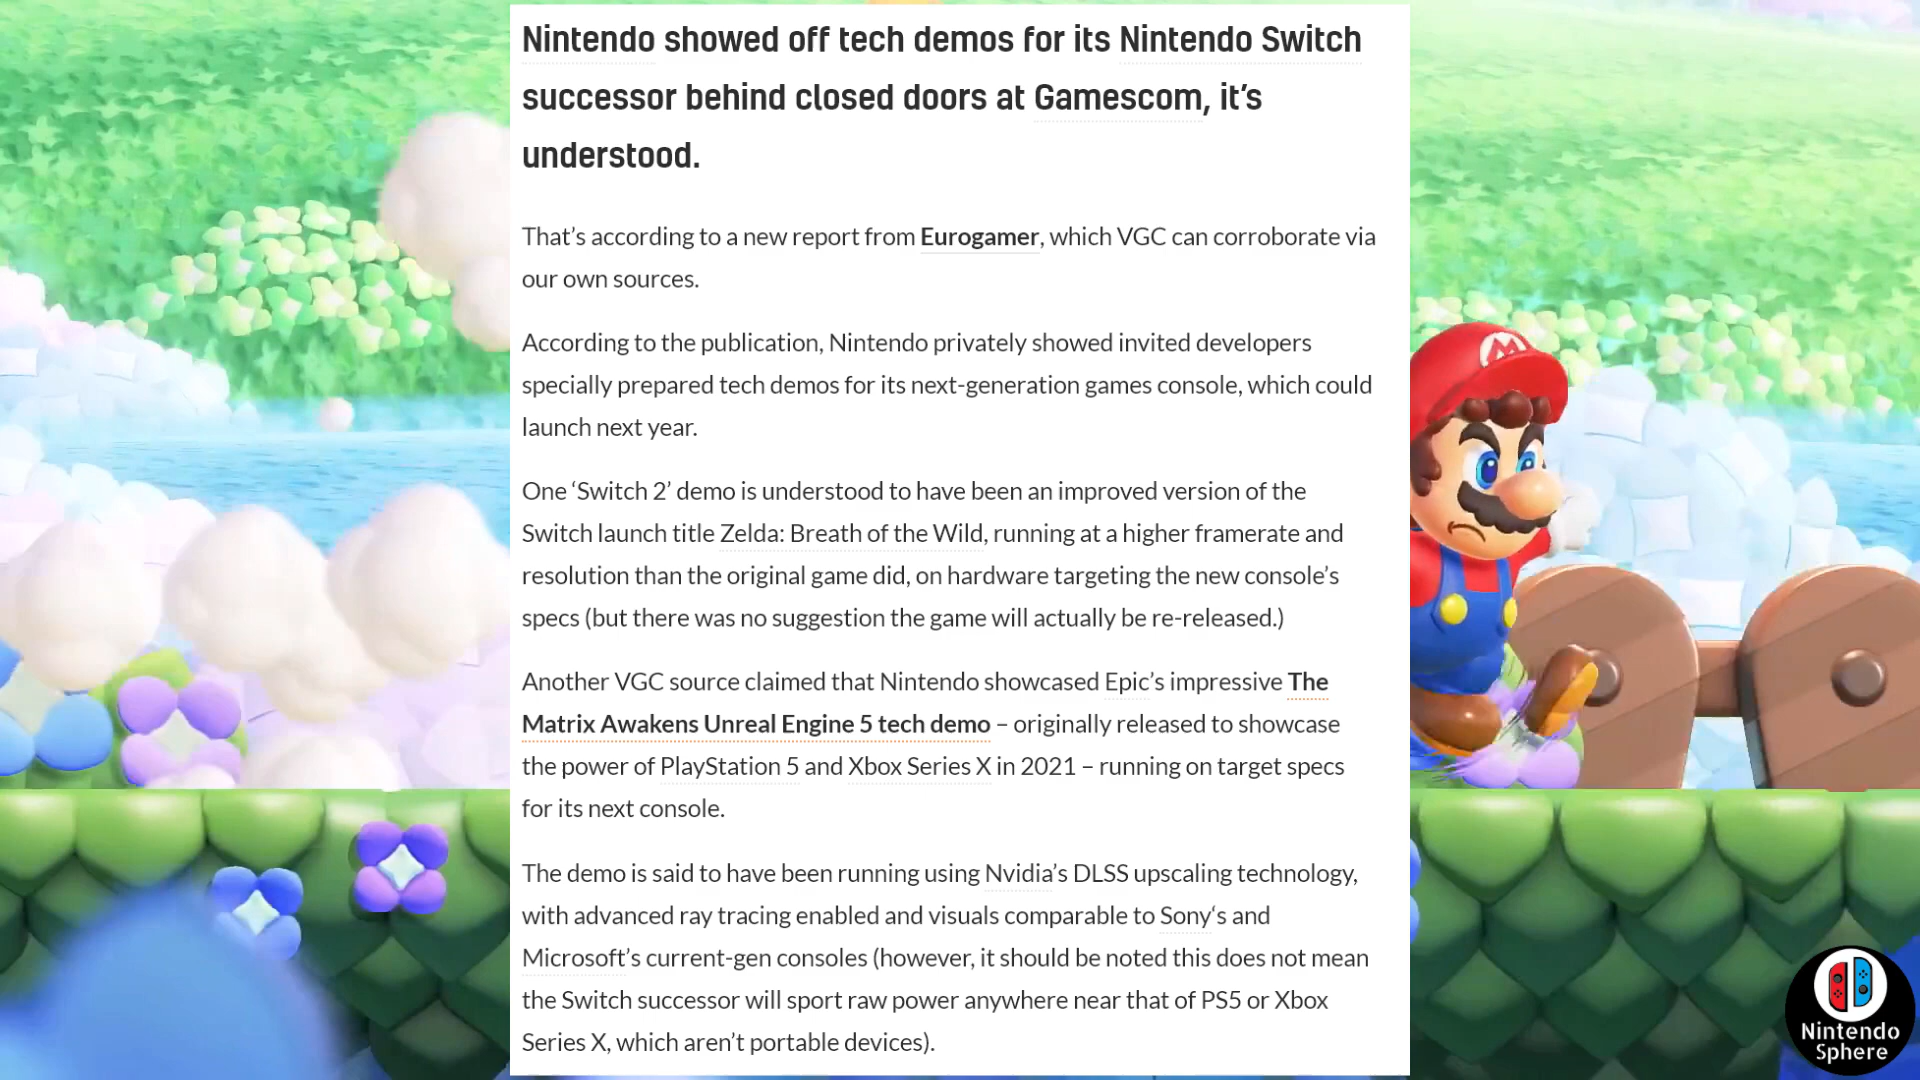 Nintendo showed off tech demos for its Nintendo Switch
successor behind closed doors at Gamescom, it’s
understood.
That’s according to a new report from Eurogamer, which VGC can corroborate via
our own sources.
According to the publication, Nintendo privately showed invited developers
specially prepared tech demos for its next-generation games console, which could
launch next year.
One ‘Switch 2’ demo is understood to have been an improved version of the
Switch launch title Zelda: Breath of the Wild, running at a higher framerate and
resolution than the original game did, on hardware targeting the new console’s
specs (but there was no suggestion the game will actually be re-released.)
Another VGC source claimed that Nintendo showcased Epic’s impressive The
Matrix Awakens Unreal Engine 5 tech demo – originally released to showcase
the power of PlayStation 5 and Xbox Series X in 2021 – running on target specs
for its next console.
The demo is said to have been running using Nvidia’s DLSS upscaling technology,
with advanced ray tracing enabled and visuals comparable to Sony‘s and
Microsoft’s current-gen consoles (however, it should be noted this does not mean
the Switch successor will sport raw power anywhere near that of PS5 or Xbox
Series X, which aren’t portable devices).
M
Nintendo
Sphere